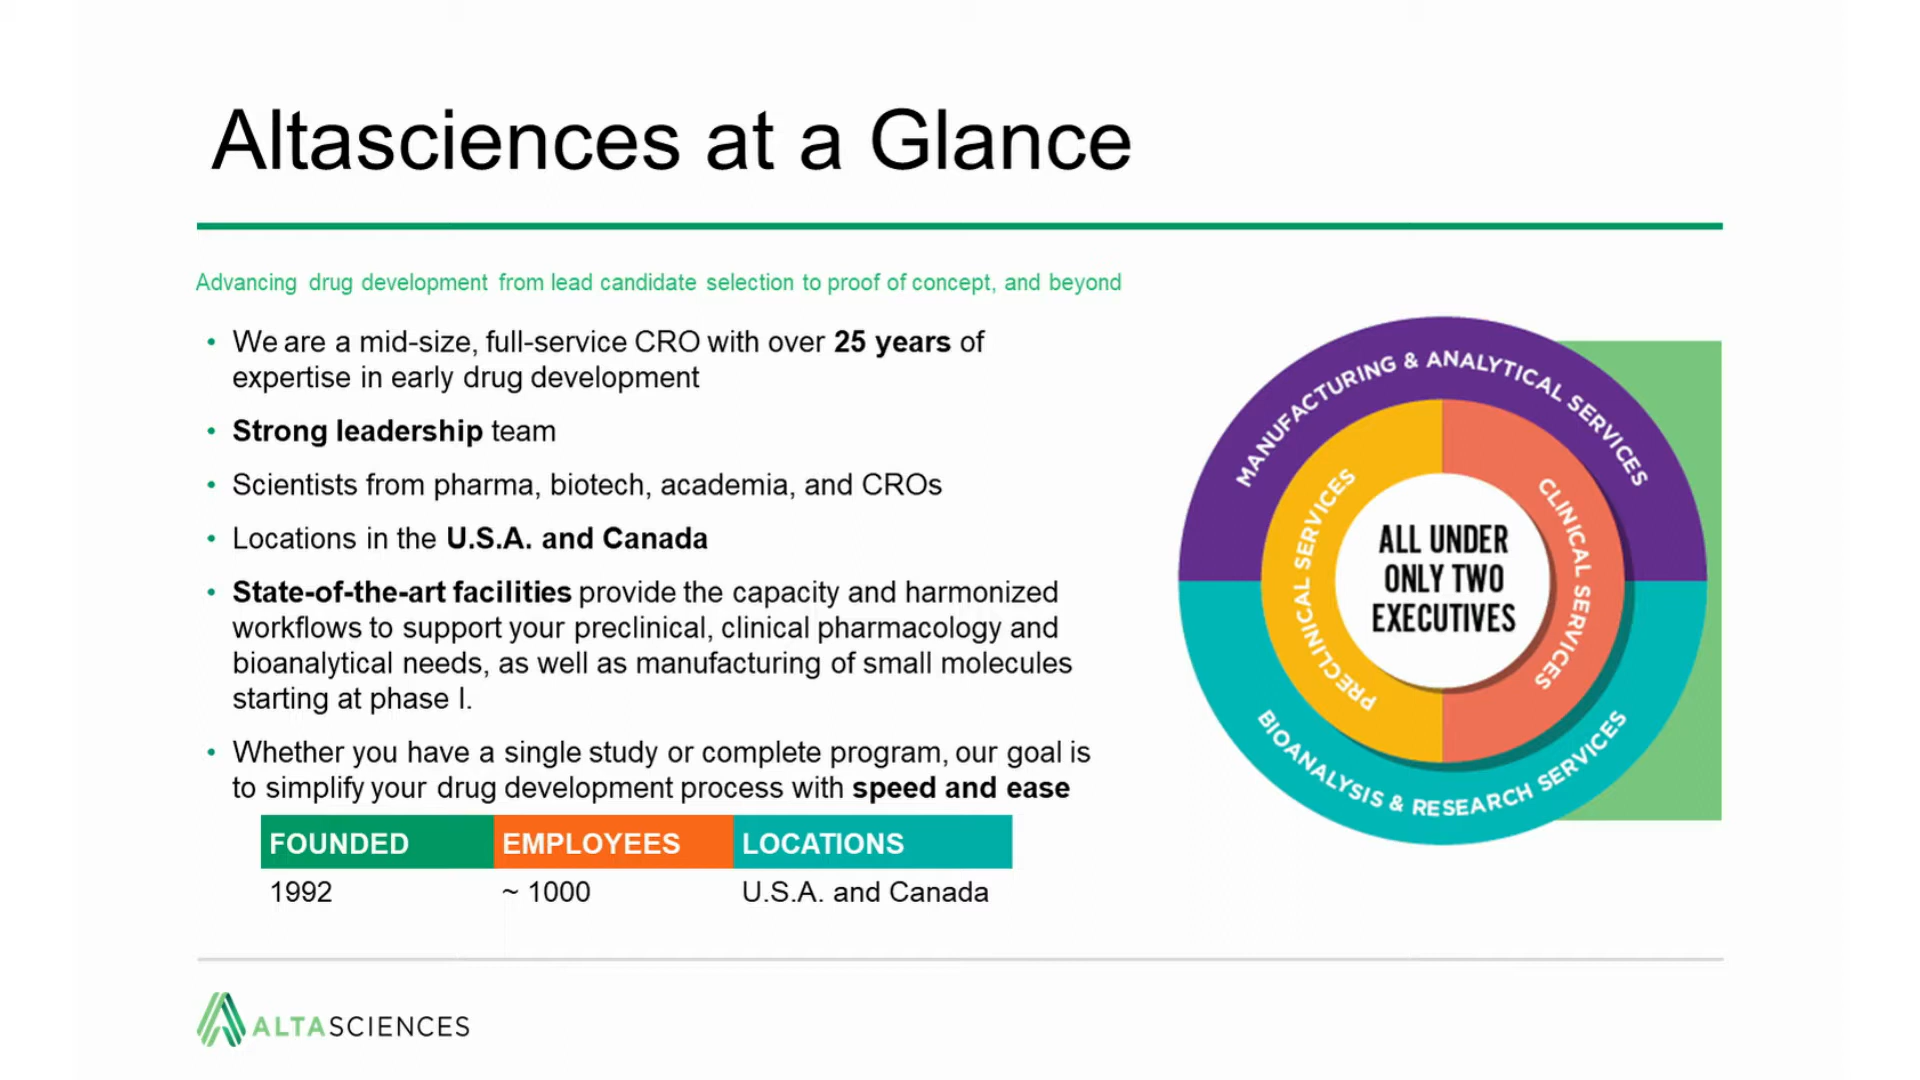 Altasciences at a Glance
Advancing drug development from lead candidate selection to proof of concept, and beyond
• We are a mid-size, full-service CRO with over 25 years of
expertise in early drug development
• Strong leadership team
• Scientists from pharma, biotech, academia, and CROs
• Locations in the U.S.A. and Canada
• State-of-the-art facilities provide the capacity and harmonized
workflows to support your preclinical, clinical pharmacology and
bioanalytical needs, as well as manufacturing of small molecules
starting at phase I.
• Whether you have a single study or complete program, our goal is
to simplify your drug development process with speed and ease
FOUNDED EMPLOYEES LOCATIONS
1992 ~ 1000 U.S.A. and Canada
MANUFACTURING & ANALYTICAL SERVICES
PRECLINICAL SERVICES
CLINICAL SERVICES
ALL UNDER
ONLY TWO
EXECUTIVES
BIOANALYSIS & RESEARCH SERVICES
ALTASCIENCES